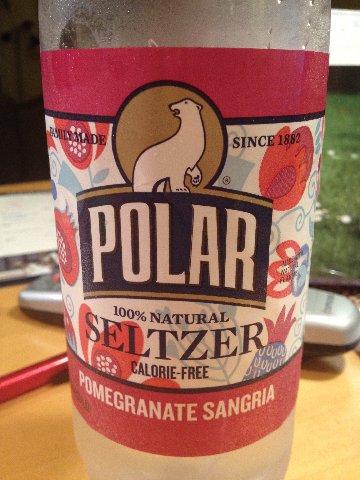 FAMILY MADE
SINCE 1882
®
POLAR
100% NATURAL
SELTZER
CALORIE-FREE
POMEGRANATE SANGRIA